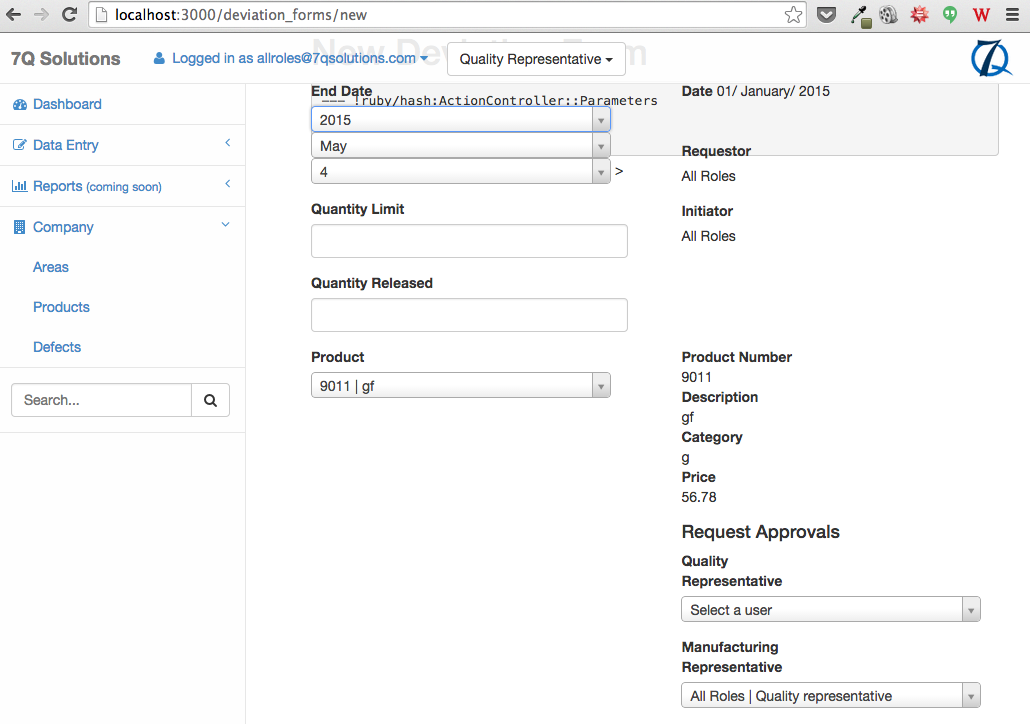 localhost:3000/deviation_forms/new
W
7Q Solutions
Logged in as allroles@7qsolutions.com
New Deviation Form
Quality Representative
7Q
Dashboard
Data Entry
Reports (coming soon)
Company
Areas
Products
Defects
Search...
End Date
--- !ruby/hash:ActionController::Parameters
2015
May
4
>
Date 01/ January/ 2015
Requestor
All Roles
Quantity Limit
Initiator
All Roles
Quantity Released
Product
9011 | gf
Product Number
9011
Description
gf
Category
g
Price
56.78
Request Approvals
Quality
Representative
Select a user
Manufacturing
Representative
All Roles | Quality representative